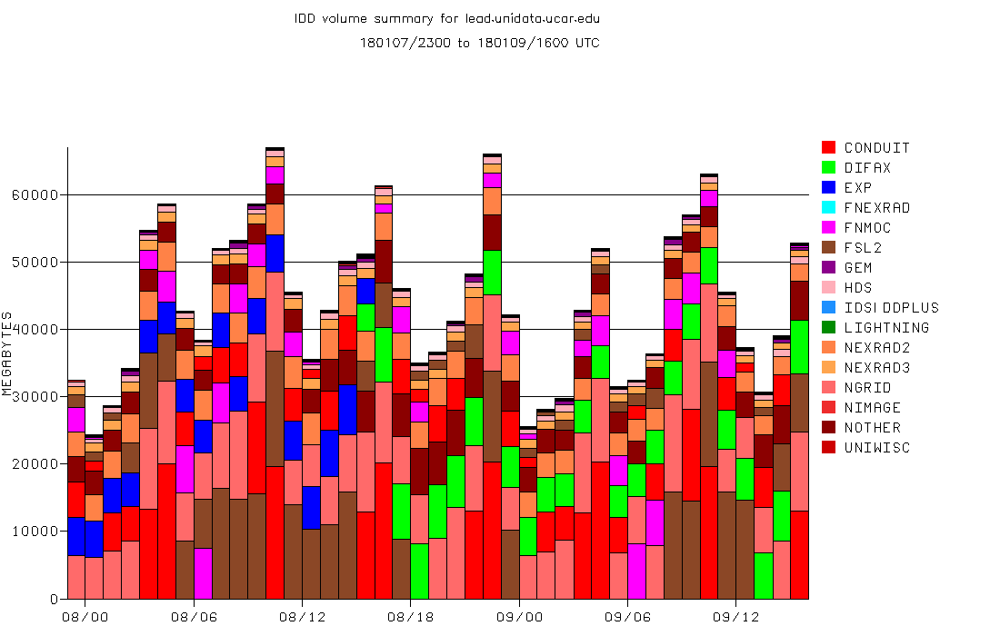 IDD volume summary for lead.unidata.ucar.edu
180107/2300 to 180109/1600 UTC
MEGABYTES
60000
50000
40000
30000
20000
10000
0
08/00 08/06 08/12 08/18 09/00 09/06 09/12
CONDUIT
DIFAX
EXP
FNEXRAD
FNMOC
FSL2
GEM
HDS
IDS|DDPLUS
LIGHTNING
NEXRAD2
NEXRAD3
NGRID
NIMAGE
NOTHER
UNIWISC